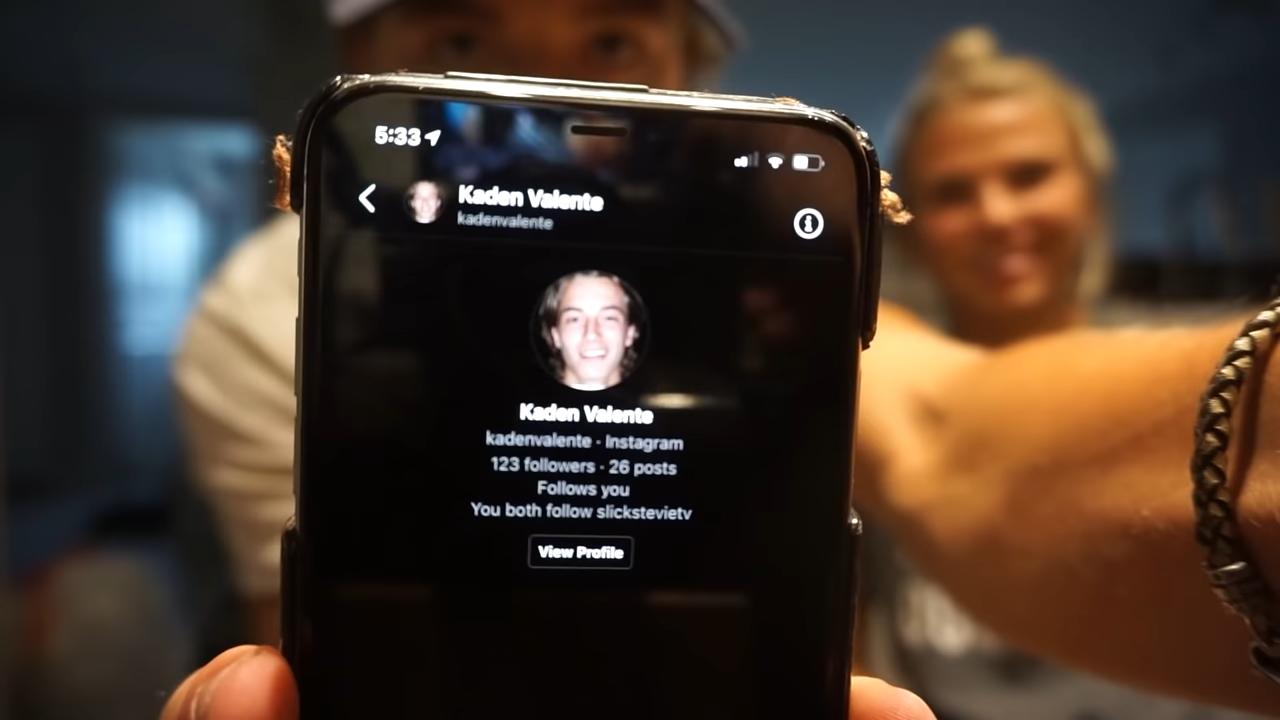 5:33
Kaden Valente
kadenvalente
Kaden Valente
kadenvalente · Instagram
123 followers · 26 posts
Follows you
You both follow slickstevietv
View Profile